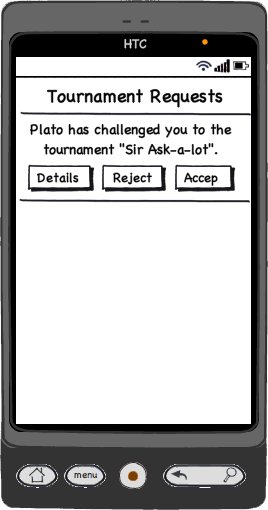 HTC
Tournament Requests
Plato has challenged you to the
tournament "Sir Ask-a-lot".
Details Reject Accep
menu